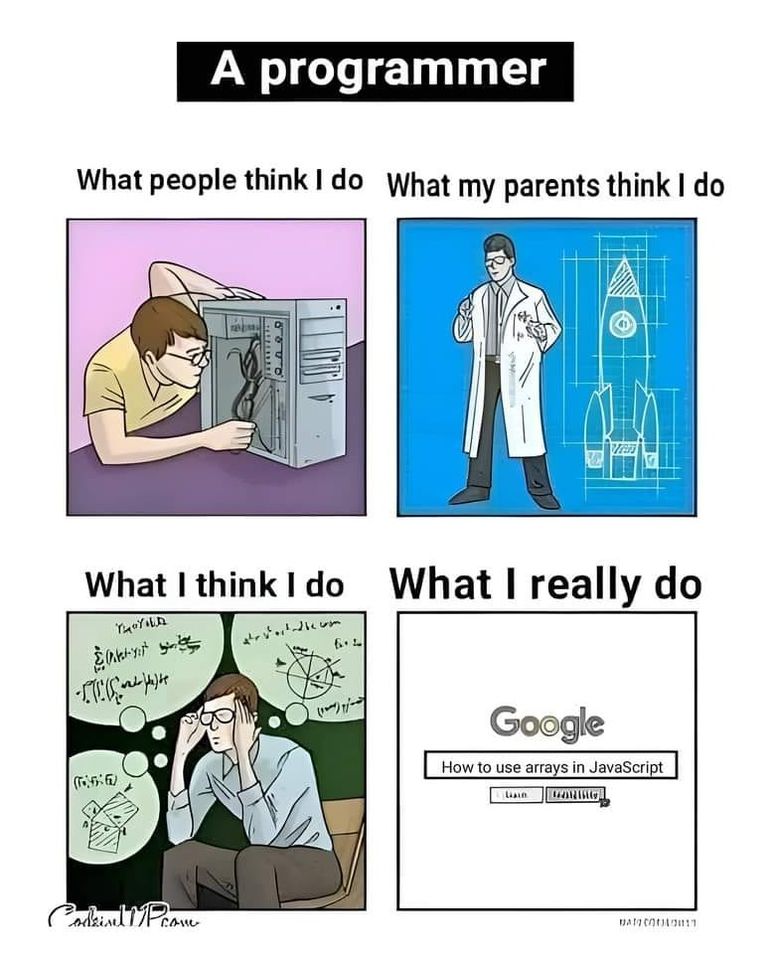 A programmer
What people think I do
What my parents think I do
What I think I do
What I really do
Google
How to use arrays in JavaScript